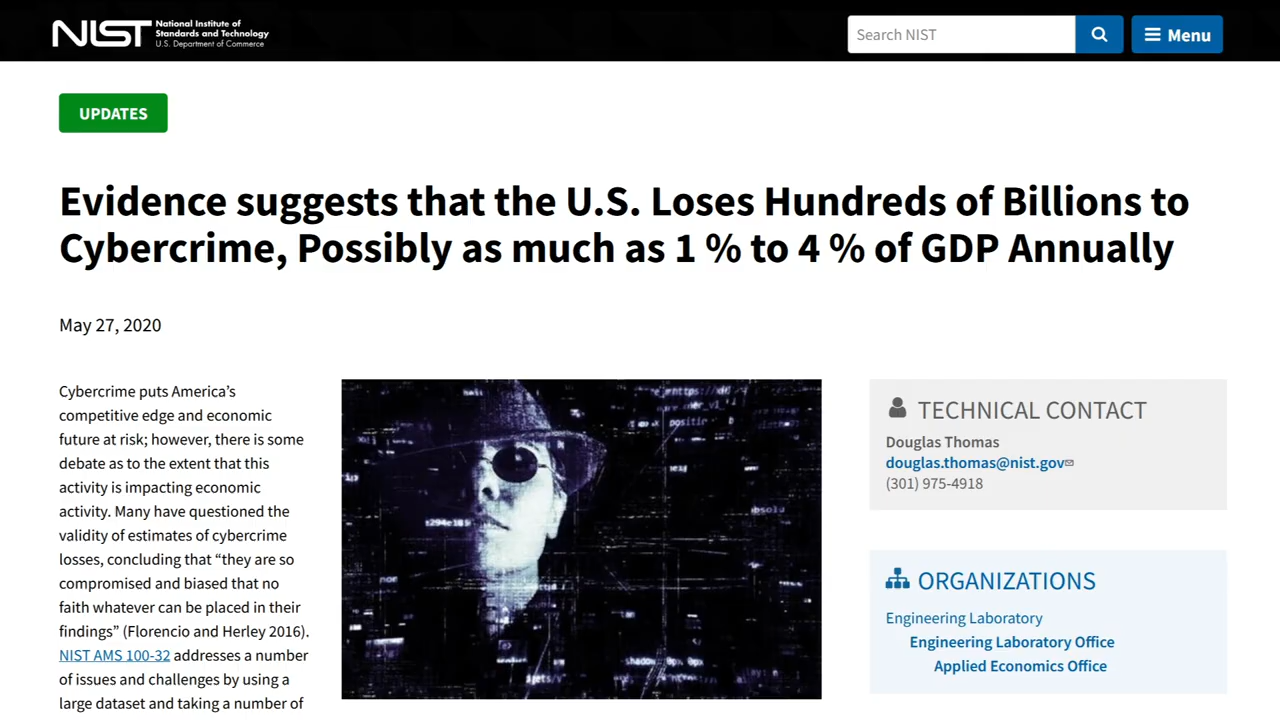 NIST
National Institute of
Standards and Technology
U.S. Department of Commerce
Search NIST
Menu
UPDATES
Evidence suggests that the U.S. Loses Hundreds of Billions to
Cybercrime, Possibly as much as 1 % to 4 % of GDP Annually
May 27, 2020
Cybercrime puts America’s
competitive edge and economic
future at risk; however, there is some
debate as to the extent that this
activity is impacting economic
activity. Many have questioned the
validity of estimates of cybercrime
losses, concluding that “they are so
compromised and biased that no
faith whatever can be placed in their
findings” (Florencio and Herley 2016).
NIST AMS 100-32 addresses a number
of issues and challenges by using a
large dataset and taking a number of
TECHNICAL CONTACT
Douglas Thomas
douglas.thomas@nist.gov
(301) 975-4918
ORGANIZATIONS
Engineering Laboratory
Engineering Laboratory Office
Applied Economics Office